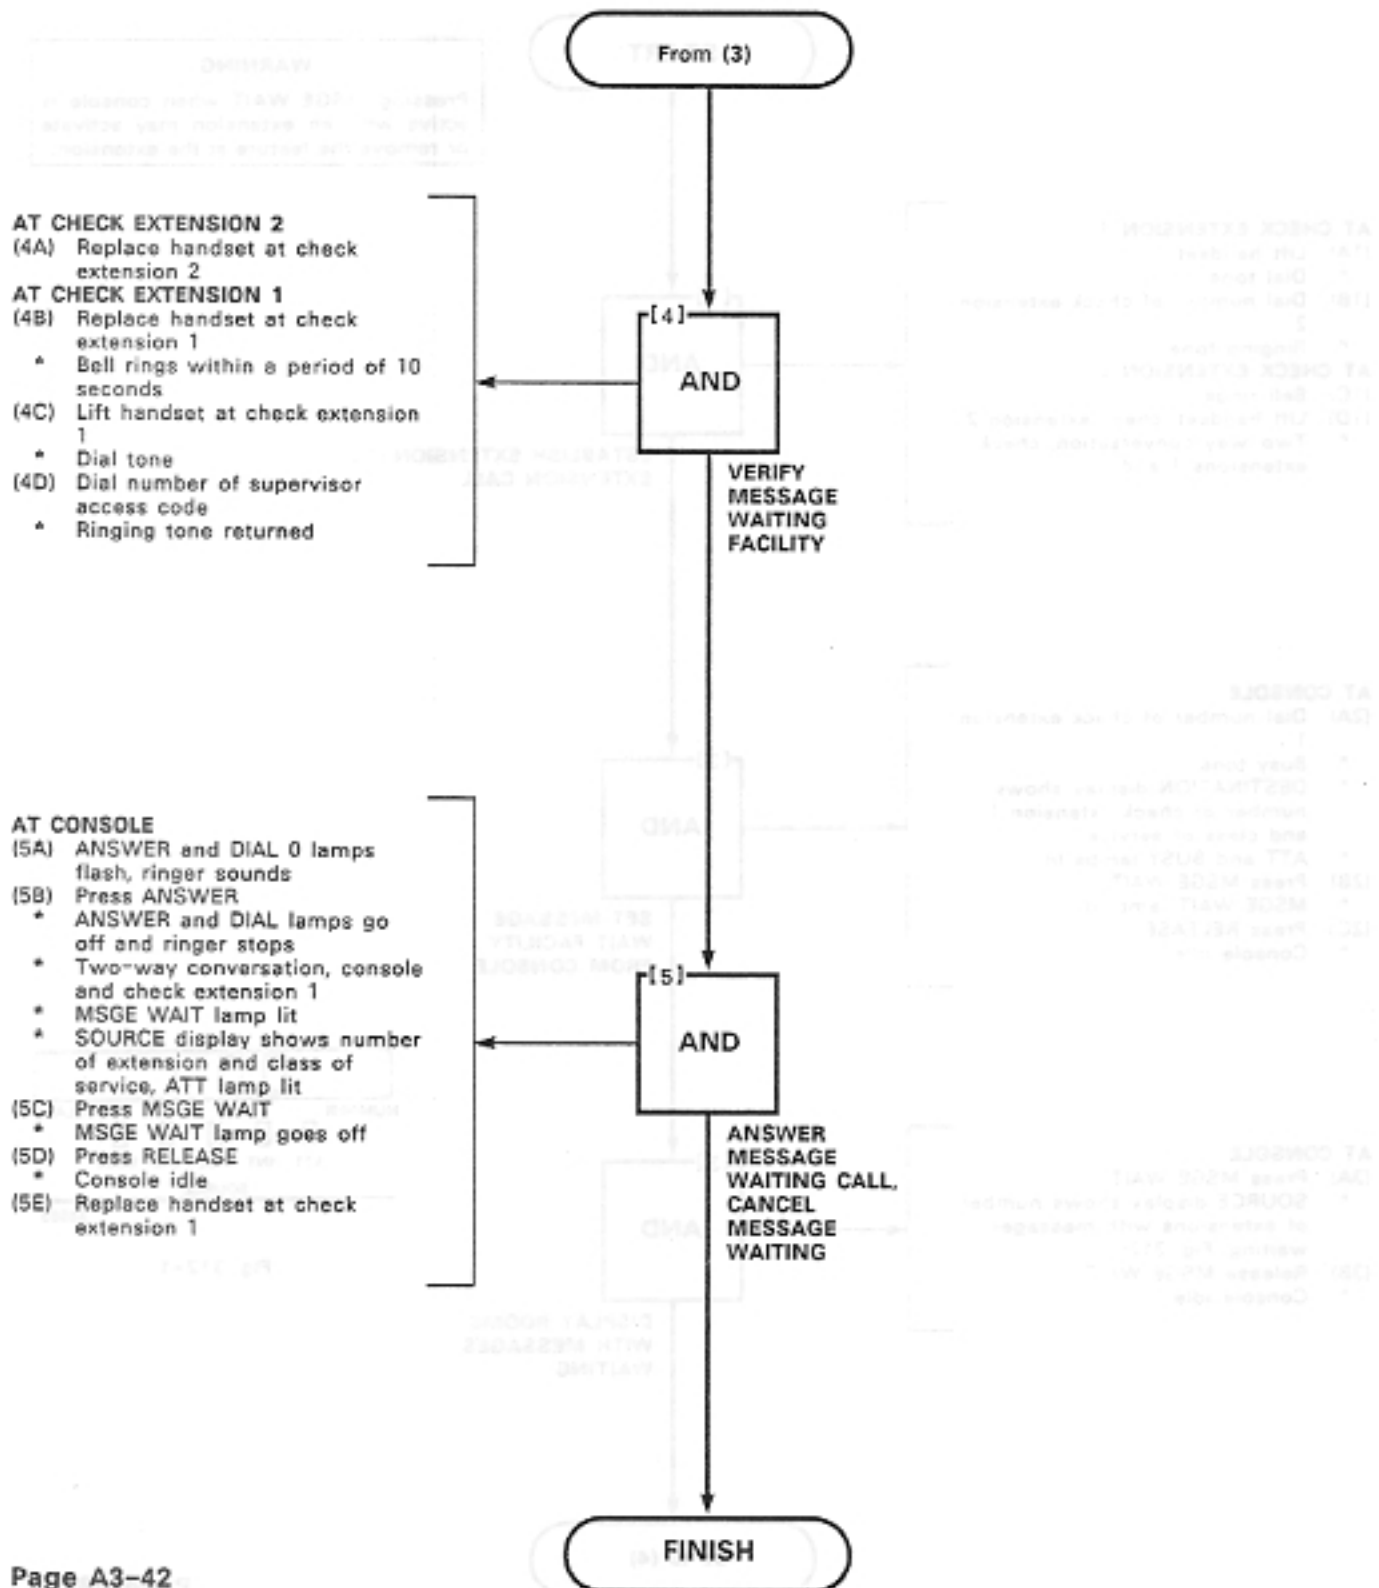 From (3)
AT CHECK EXTENSION 2
(4A) Replace handset at check
extension 2
AT CHECK EXTENSION 1
(4B) Replace handset at check
extension 1
* Bell rings within a period of 10
seconds
(4C) Lift handset at check extension
1
* Dial tone
(4D) Dial number of supervisor
access code
* Ringing tone returned
[4]
AND
VERIFY
MESSAGE
WAITING
FACILITY
AT CONSOLE
(5A) ANSWER and DIAL 0 lamps
flash, ringer sounds
(5B) Press ANSWER
* ANSWER and DIAL lamps go
off and ringer stops
* Two-way conversation, console
and check extension 1
* MSGE WAIT lamp lit
* SOURCE display shows number
of extension and class of
service, ATT lamp lit
(5C) Press MSGE WAIT
* MSGE WAIT lamp goes off
(5D) Press RELEASE
* Console idle
(5E) Replace handset at check
extension 1
[5]
AND
ANSWER
MESSAGE
WAITING CALL,
CANCEL
MESSAGE
WAITING
FINISH
Page A3-42